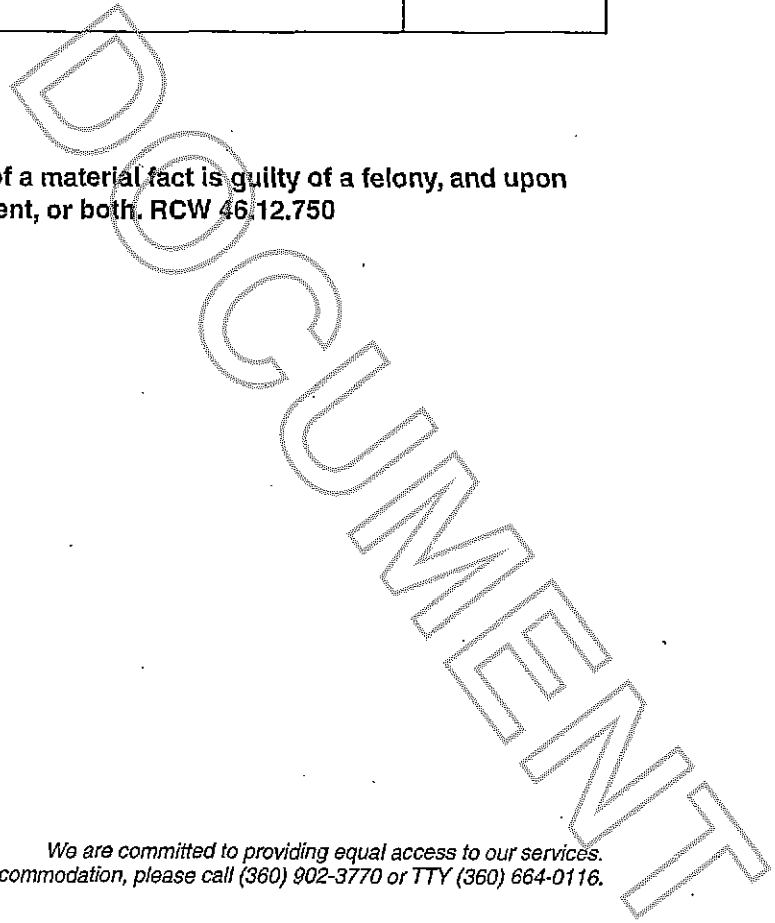 of a material fact is guilty of a felony, and upon
ent, or both. RCW 46.12.750
DOCUMENT
We are committed to providing equal access to our services.
commodation, please call (360) 902-3770 or TTY (360) 664-0116.